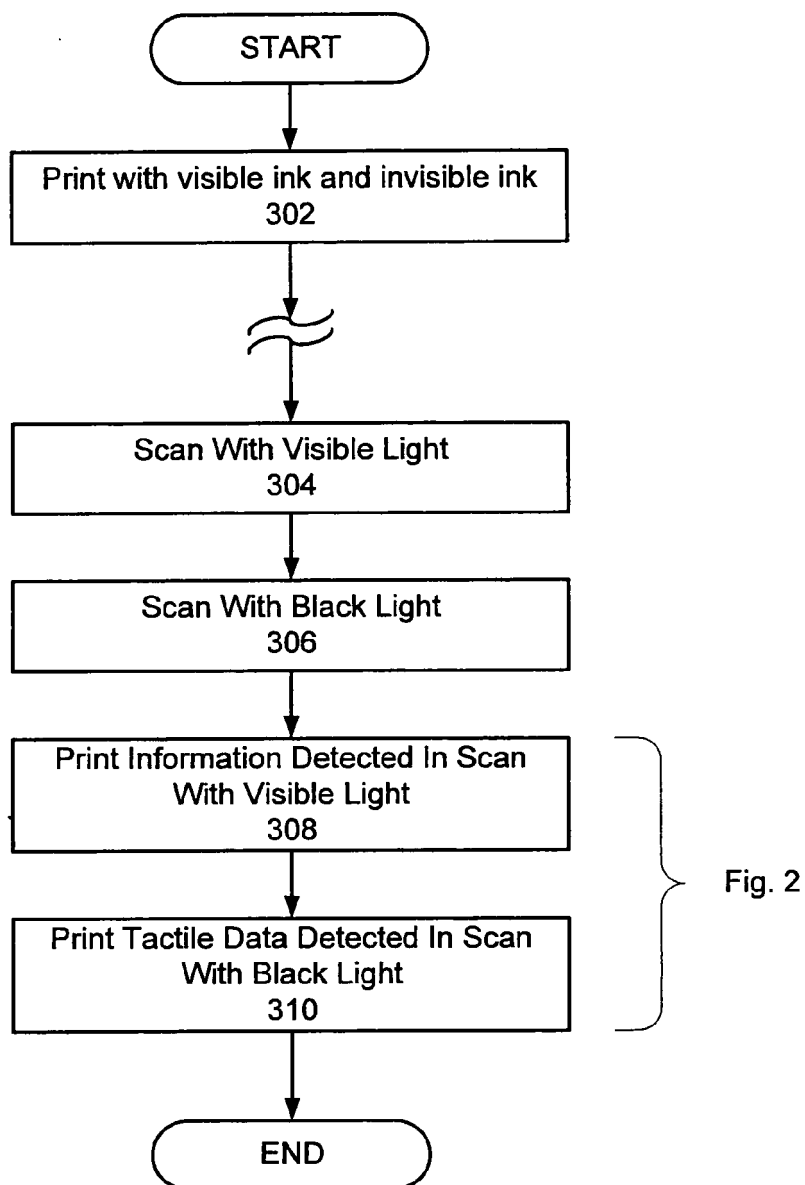 START
Print with visible ink and invisible ink
302
Scan With Visible Light
304
Scan With Black Light
306
Print Information Detected In Scan
With Visible Light
308
Fig. 2
Print Tactile Data Detected In Scan
With Black Light
310
END